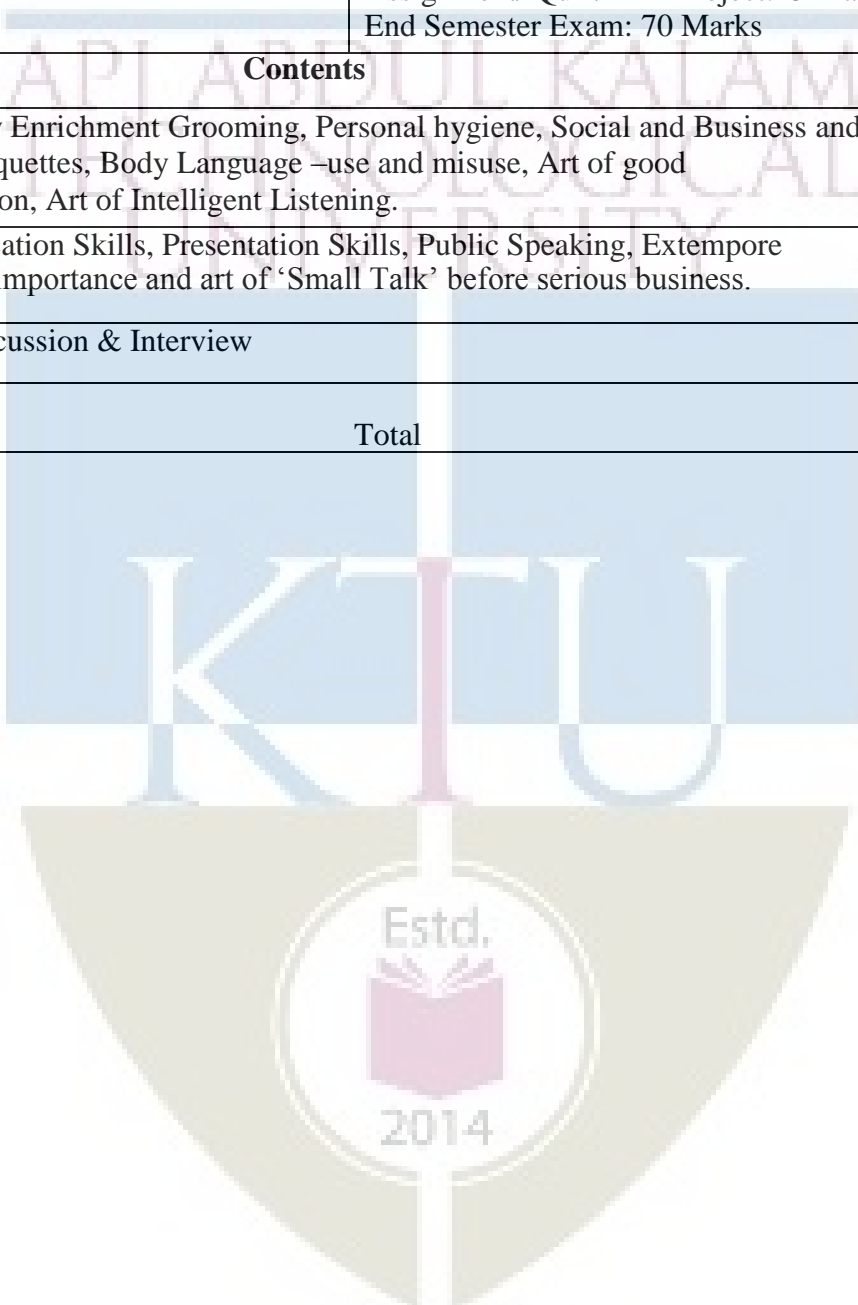 End Semester Exam: 70 Marks
API ABDUL KALAM
TECHNOLOGICAL
UNIVERSITY
Contents
Enrichment Grooming, Personal hygiene, Social and Business and
quettes, Body Language –use and misuse, Art of good
on, Art of Intelligent Listening.
ation Skills, Presentation Skills, Public Speaking, Extempore
importance and art of ‘Small Talk’ before serious business.
cussion & Interview
Total
KTU
Estd.
2014